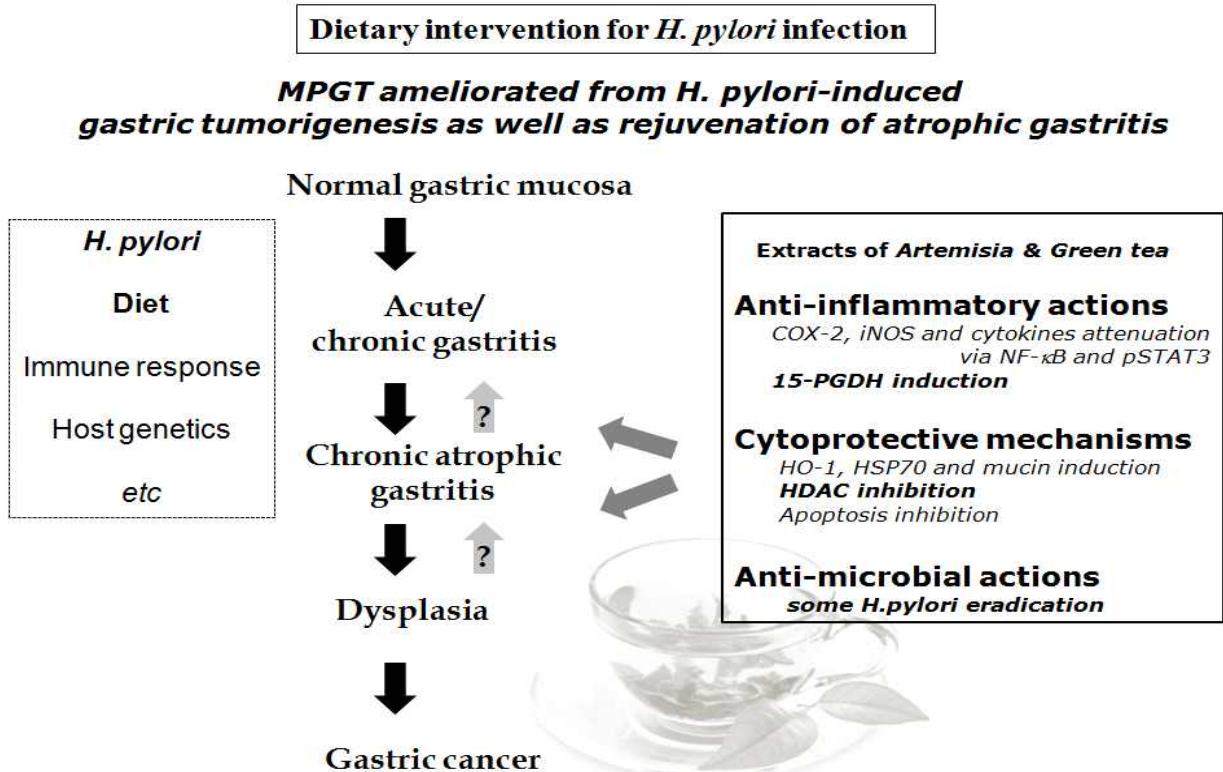 Dietary intervention for H. pylori infection
MPGT ameliorated from H. pylori-induced
gastric tumorigenesis as well as rejuvenation of atrophic gastritis
Normal gastric mucosa
H. pylori
Diet
Immune response
Host genetics
etc
Acute/
chronic gastritis
?
Chronic atrophic
gastritis
?
Dysplasia
Gastric cancer
Extracts of Artemisia & Green tea
Anti-inflammatory actions
COX-2, iNOS and cytokines attenuation
via NF-κB and pSTAT3
15-PGDH induction
Cytoprotective mechanisms
HO-1, HSP70 and mucin induction
HDAC inhibition
Apoptosis inhibition
Anti-microbial actions
some H.pylori eradication